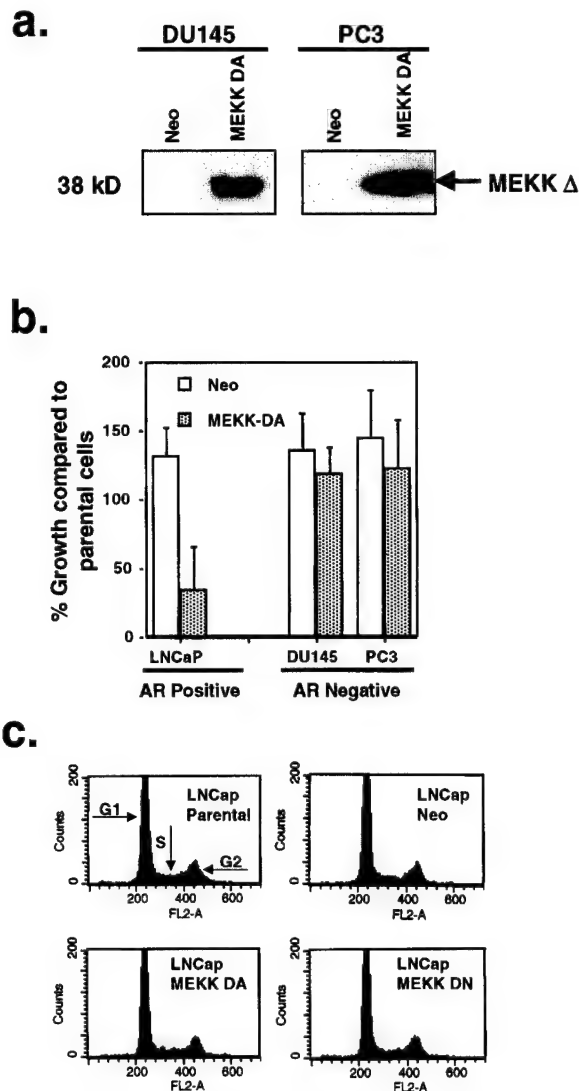 a.
DU145 PC3
Neo MEKK DA Neo MEKK DA
38 kD MEKK Δ
b.
% Growth compared to
parental cells
200
150
100
50
0
Neo
MEKK-DA
LNCaP DU145 PC3
AR Positive AR Negative
c.
200
Counts
0
G1
S
G2
LNCap
Parental
200 400 600
FL2-A
200
Counts
0
LNCap
Neo
200 400 600
FL2-A
200
Counts
0
LNCap
MEKK DA
200 400 600
FL2-A
200
Counts
0
LNCap
MEKK DN
200 400 600
FL2-A